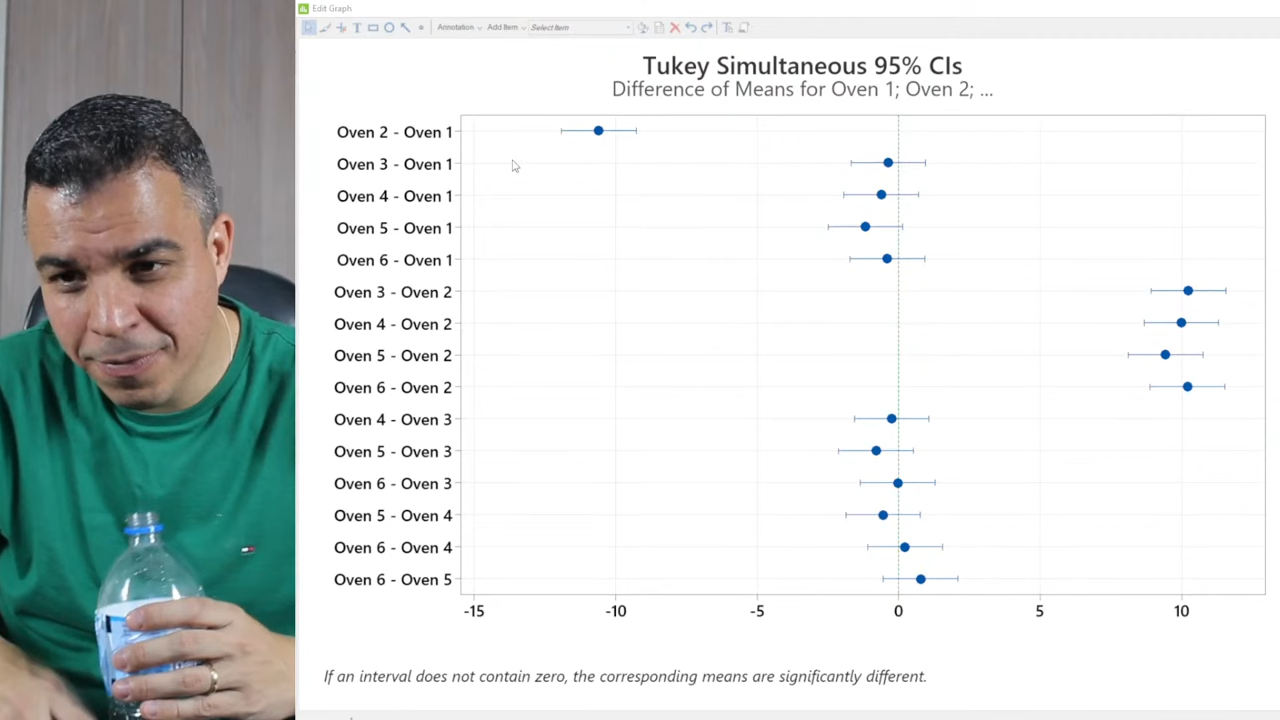 Edit Graph
Annotation Add Item Select Item
Tukey Simultaneous 95% CIs
Difference of Means for Oven 1; Oven 2; ...
Oven 2 - Oven 1
Oven 3 - Oven 1
Oven 4 - Oven 1
Oven 5 - Oven 1
Oven 6 - Oven 1
Oven 3 - Oven 2
Oven 4 - Oven 2
Oven 5 - Oven 2
Oven 6 - Oven 2
Oven 4 - Oven 3
Oven 5 - Oven 3
Oven 6 - Oven 3
Oven 5 - Oven 4
Oven 6 - Oven 4
Oven 6 - Oven 5
-15 -10 -5 0 5 10
If an interval does not contain zero, the corresponding means are significantly different.